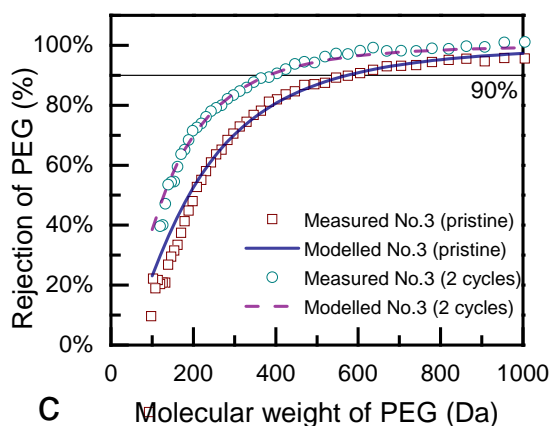 100%
80%
60%
40%
20%
0%
Rejection of PEG (%)
90%
Measured No.3 (pristine)
Modelled No.3 (pristine)
Measured No.3 (2 cycles)
Modelled No.3 (2 cycles)
0 200 400 600 800 1000
C Molecular weight of PEG (Da)